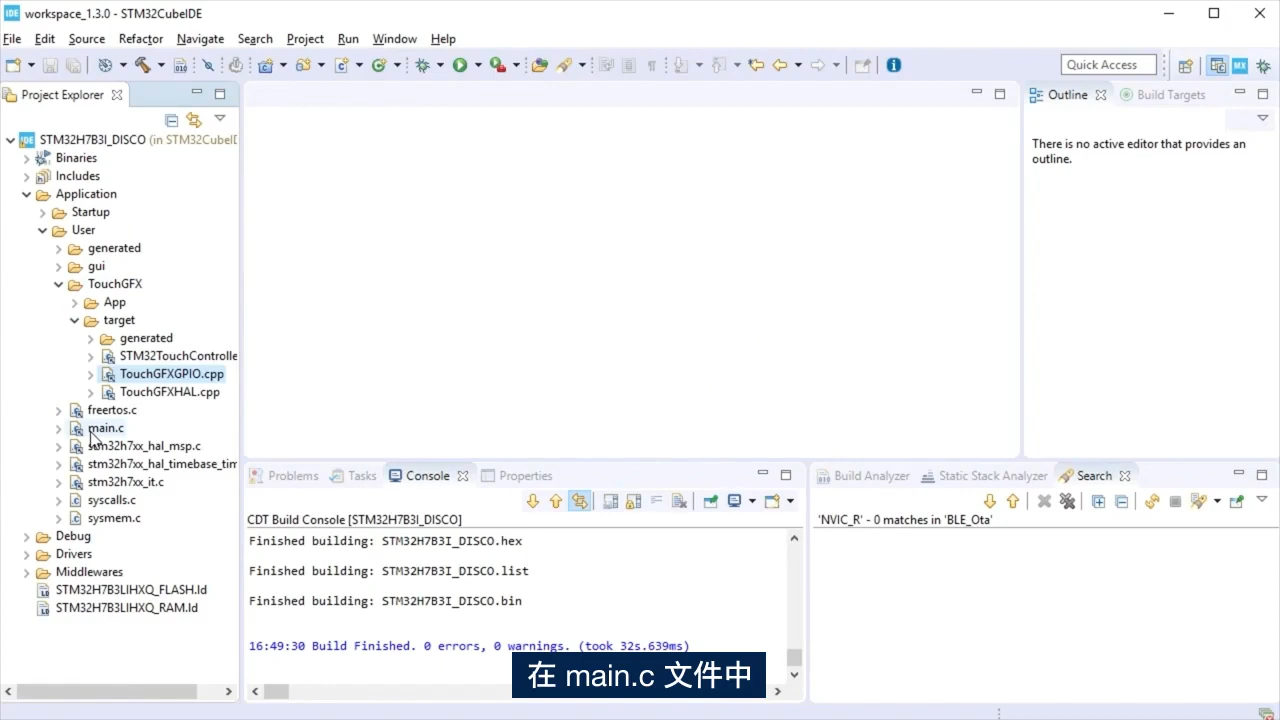 workspace_1.3.0 - STM32CubeIDE
File Edit Source Refactor Navigate Search Project Run Window Help
Quick Access
Project Explorer
STM32H7B3I_DISCO (in STM32CubeI
Binaries
Includes
Application
Startup
User
generated
gui
TouchGFX
App
target
generated
STM32TouchControlle
TouchGFXGPIO.cpp
TouchGFXHAL.cpp
freertos.c
main.c
stm32h7xx_hal_msp.c
stm32h7xx_hal_timebase_tim
stm32h7xx_it.c
syscalls.c
sysmem.c
Debug
Drivers
Middlewares
STM32H7B3LIHXQ_FLASH.ld
STM32H7B3LIHXQ_RAM.ld
Outline Build Targets
There is no active editor that provides an
outline.
Problems Tasks Console Properties
CDT Build Console [STM32H7B3I_DISCO]
Finished building: STM32H7B3I_DISCO.hex
Finished building: STM32H7B3I_DISCO.list
Finished building: STM32H7B3I_DISCO.bin
16:49:30 Build Finished. 0 errors, 0 warnings. (took 32s.639ms)
Build Analyzer Static Stack Analyzer Search
'NVIC_R' - 0 matches in 'BLE_Ota'
在 main.c 文件中